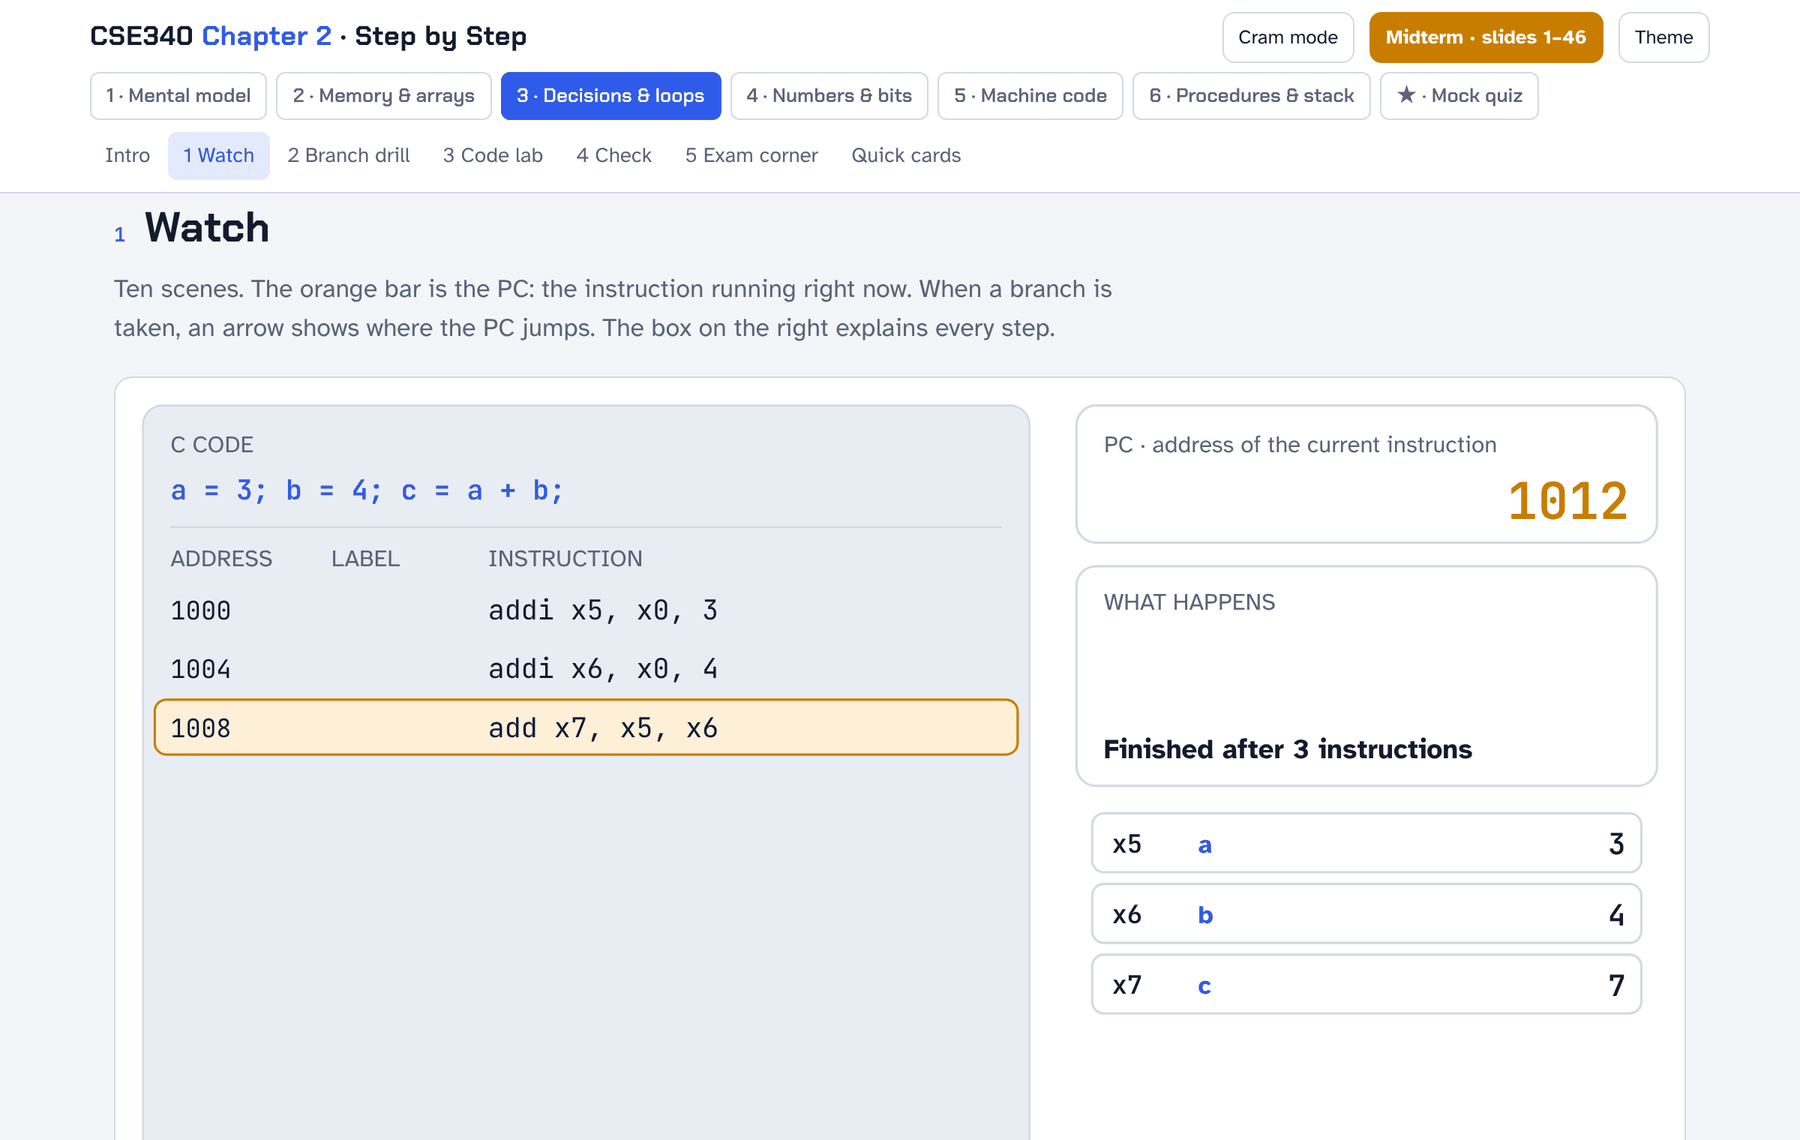 CSE340 Chapter 2 · Step by Step
Cram mode
Midterm · slides 1–46
Theme
1 · Mental model
2 · Memory & arrays
3 · Decisions & loops
4 · Numbers & bits
5 · Machine code
6 · Procedures & stack
★ · Mock quiz
Intro
1 Watch
2 Branch drill
3 Code lab
4 Check
5 Exam corner
Quick cards
1 Watch
Ten scenes. The orange bar is the PC: the instruction running right now. When a branch is
taken, an arrow shows where the PC jumps. The box on the right explains every step.
C CODE
a = 3; b = 4; c = a + b;
ADDRESS LABEL INSTRUCTION
1000 addi x5, x0, 3
1004 addi x6, x0, 4
1008 add x7, x5, x6
PC · address of the current instruction
1012
WHAT HAPPENS
Finished after 3 instructions
x5 a 3
x6 b 4
x7 c 7